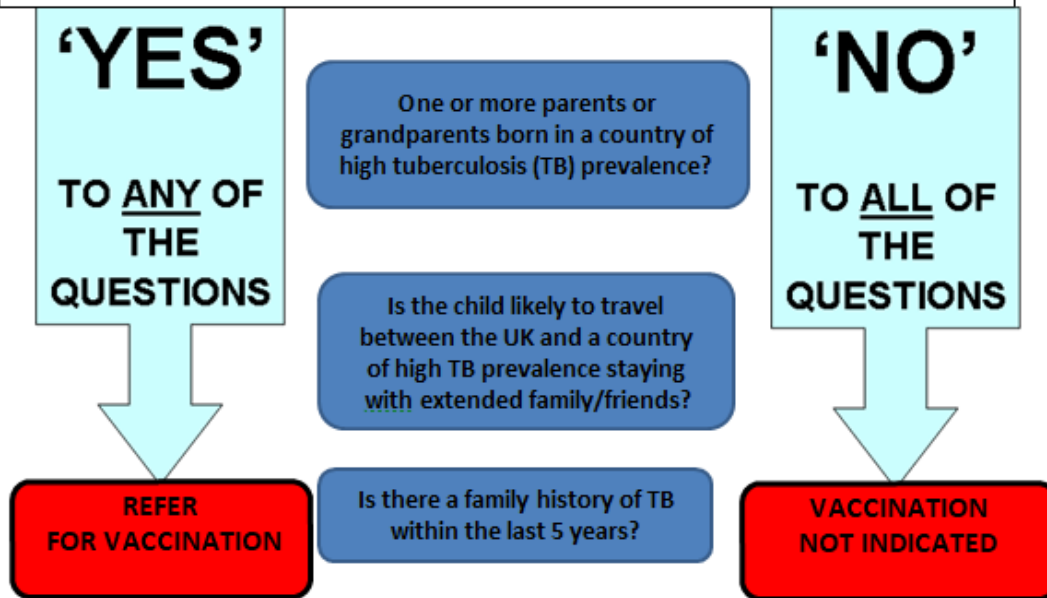 ‘YES’
TO ANY OF
THE
QUESTIONS
REFER
FOR VACCINATION
One or more parents or
grandparents born in a country of
high tuberculosis (TB) prevalence?
Is the child likely to travel
between the UK and a country
of high TB prevalence staying
with extended family/friends?
Is there a family history of TB
within the last 5 years?
‘NO’
TO ALL OF
THE
QUESTIONS
VACCINATION
NOT INDICATED